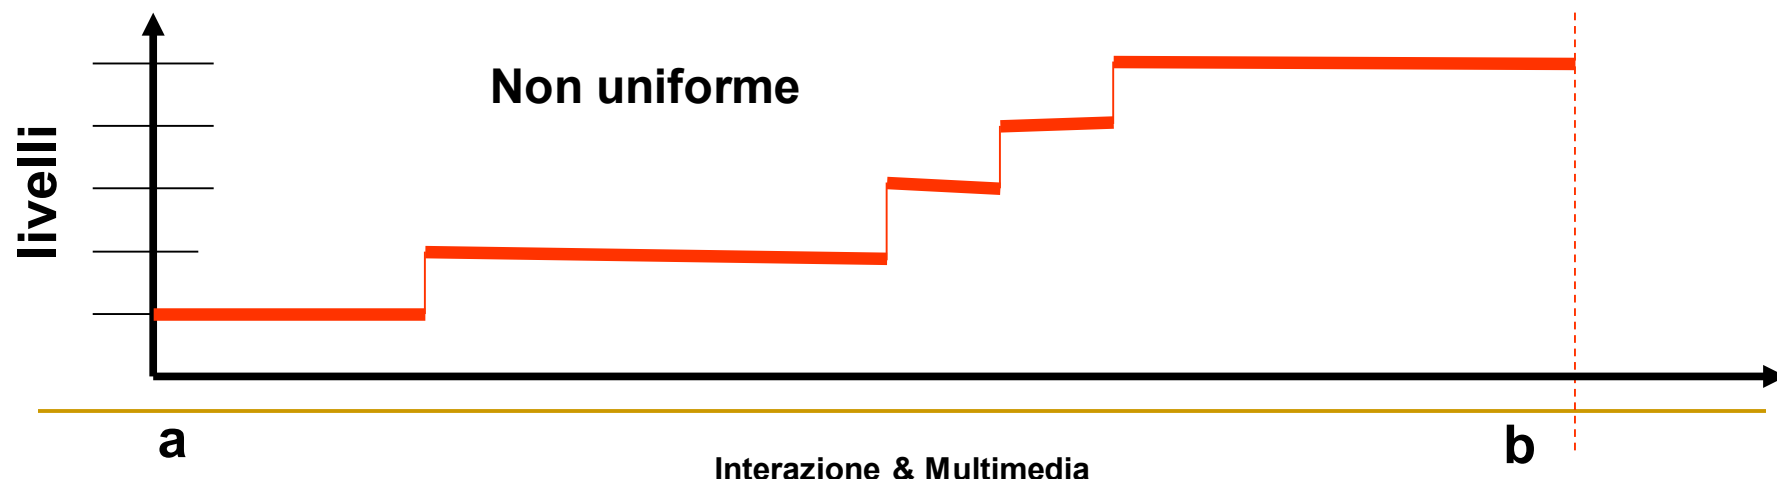 Non uniforme
livelli
a
b
Interazione & Multimedia